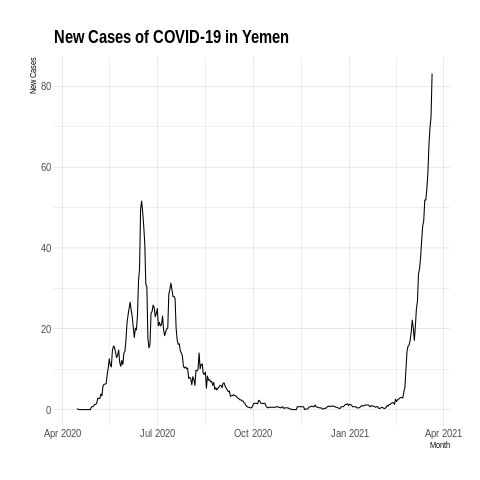 New Cases of COVID-19 in Yemen
New Cases
80
60
40
20
0
Apr 2020 Jul 2020 Oct 2020 Jan 2021 Apr 2021
Month